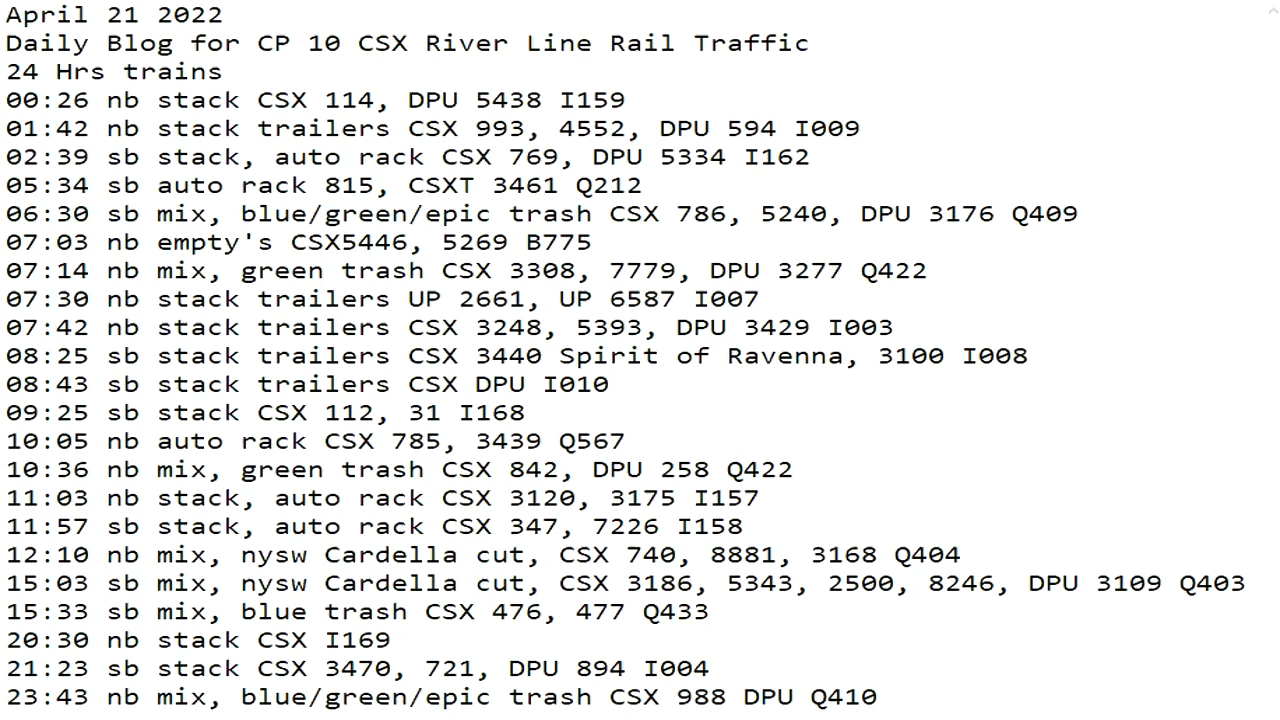 April 21 2022
Daily Blog for CP 10 CSX River Line Rail Traffic
24 Hrs trains
00:26 nb stack CSX 114, DPU 5438 I159
01:42 nb stack trailers CSX 993, 4552, DPU 594 I009
02:39 sb stack, auto rack CSX 769, DPU 5334 I162
05:34 sb auto rack 815, CSXT 3461 Q212
06:30 sb mix, blue/green/epic trash CSX 786, 5240, DPU 3176 Q409
07:03 nb empty's CSX5446, 5269 B775
07:14 nb mix, green trash CSX 3308, 7779, DPU 3277 Q422
07:30 nb stack trailers UP 2661, UP 6587 I007
07:42 nb stack trailers CSX 3248, 5393, DPU 3429 I003
08:25 sb stack trailers CSX 3440 Spirit of Ravenna, 3100 I008
08:43 sb stack trailers CSX DPU I010
09:25 sb stack CSX 112, 31 I168
10:05 nb auto rack CSX 785, 3439 Q567
10:36 nb mix, green trash CSX 842, DPU 258 Q422
11:03 nb stack, auto rack CSX 3120, 3175 I157
11:57 sb stack, auto rack CSX 347, 7226 I158
12:10 nb mix, nysw Cardella cut, CSX 740, 8881, 3168 Q404
15:03 sb mix, nysw Cardella cut, CSX 3186, 5343, 2500, 8246, DPU 3109 Q403
15:33 sb mix, blue trash CSX 476, 477 Q433
20:30 nb stack CSX I169
21:23 sb stack CSX 3470, 721, DPU 894 I004
23:43 nb mix, blue/green/epic trash CSX 988 DPU Q410